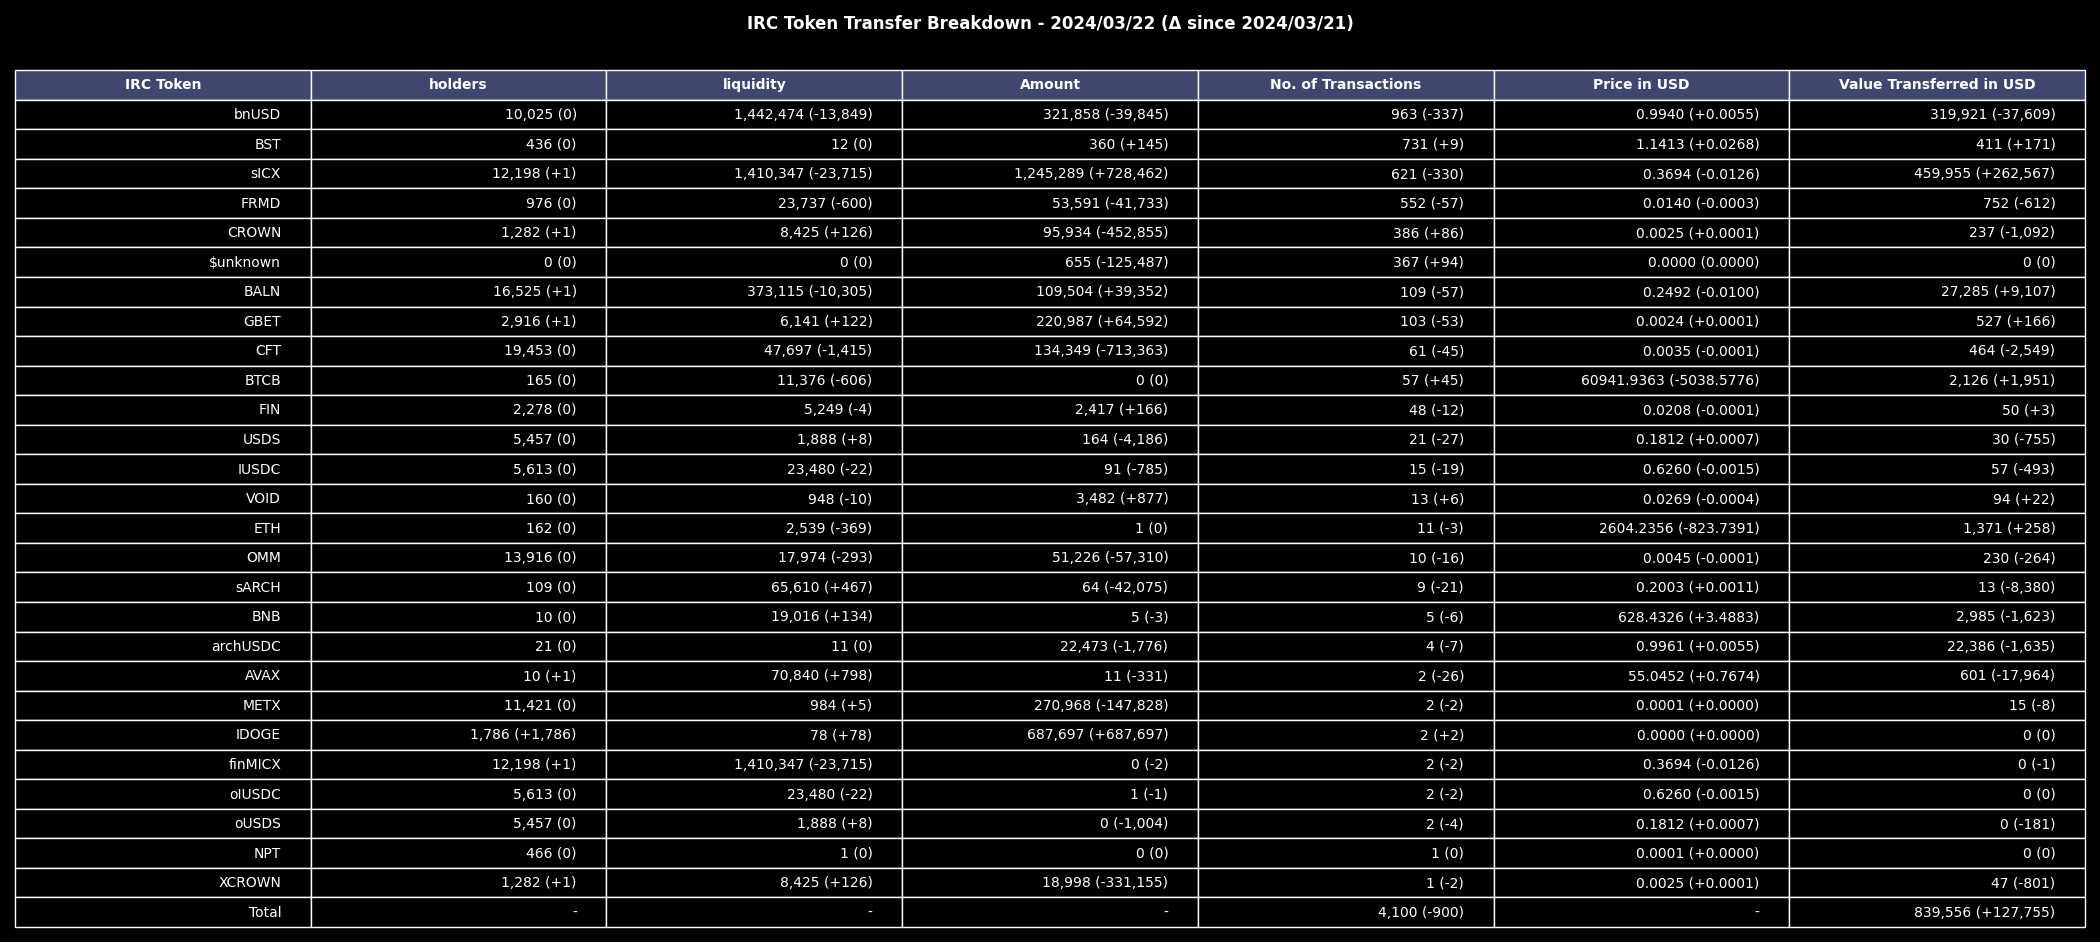 IRC Token Transfer Breakdown - 2024/03/22 (Δ since 2024/03/21)
IRC Token holders liquidity Amount No. of Transactions Price in USD Value Transferred in USD
bnUSD 10,025 (0) 1,442,474 (-13,849) 321,858 (-39,845) 963 (-337) 0.9940 (+0.0055) 319,921 (-37,609)
BST 436 (0) 12 (0) 360 (+145) 731 (+9) 1.1413 (+0.0268) 411 (+171)
sICX 12,198 (+1) 1,410,347 (-23,715) 1,245,289 (+728,462) 621 (-330) 0.3694 (-0.0126) 459,955 (+262,567)
FRMD 976 (0) 23,737 (-600) 53,591 (-41,733) 552 (-57) 0.0140 (-0.0003) 752 (-612)
CROWN 1,282 (+1) 8,425 (+126) 95,934 (-452,855) 386 (+86) 0.0025 (+0.0001) 237 (-1,092)
$unknown 0 (0) 0 (0) 655 (-125,487) 367 (+94) 0.0000 (0.0000) 0 (0)
BALN 16,525 (+1) 373,115 (-10,305) 109,504 (+39,352) 109 (-57) 0.2492 (-0.0100) 27,285 (+9,107)
GBET 2,916 (+1) 6,141 (+122) 220,987 (+64,592) 103 (-53) 0.0024 (+0.0001) 527 (+166)
CFT 19,453 (0) 47,697 (-1,415) 134,349 (-713,363) 61 (-45) 0.0035 (-0.0001) 464 (-2,549)
BTCB 165 (0) 11,376 (-606) 0 (0) 57 (+45) 60941.9363 (-5038.5776) 2,126 (+1,951)
FIN 2,278 (0) 5,249 (-4) 2,417 (+166) 48 (-12) 0.0208 (-0.0001) 50 (+3)
USDS 5,457 (0) 1,888 (+8) 164 (-4,186) 21 (-27) 0.1812 (+0.0007) 30 (-755)
IUSDC 5,613 (0) 23,480 (-22) 91 (-785) 15 (-19) 0.6260 (-0.0015) 57 (-493)
VOID 160 (0) 948 (-10) 3,482 (+877) 13 (+6) 0.0269 (-0.0004) 94 (+22)
ETH 162 (0) 2,539 (-369) 1 (0) 11 (-3) 2604.2356 (-823.7391) 1,371 (+258)
OMM 13,916 (0) 17,974 (-293) 51,226 (-57,310) 10 (-16) 0.0045 (-0.0001) 230 (-264)
sARCH 109 (0) 65,610 (+467) 64 (-42,075) 9 (-21) 0.2003 (+0.0011) 13 (-8,380)
BNB 10 (0) 19,016 (+134) 5 (-3) 5 (-6) 628.4326 (+3.4883) 2,985 (-1,623)
archUSDC 21 (0) 11 (0) 22,473 (-1,776) 4 (-7) 0.9961 (+0.0055) 22,386 (-1,635)
AVAX 10 (+1) 70,840 (+798) 11 (-331) 2 (-26) 55.0452 (+0.7674) 601 (-17,964)
METX 11,421 (0) 984 (+5) 270,968 (-147,828) 2 (-2) 0.0001 (+0.0000) 15 (-8)
IDOGE 1,786 (+1,786) 78 (+78) 687,697 (+687,697) 2 (+2) 0.0000 (+0.0000) 0 (0)
finMICX 12,198 (+1) 1,410,347 (-23,715) 0 (-2) 2 (-2) 0.3694 (-0.0126) 0 (-1)
oIUSDC 5,613 (0) 23,480 (-22) 1 (-1) 2 (-2) 0.6260 (-0.0015) 0 (0)
oUSDS 5,457 (0) 1,888 (+8) 0 (-1,004) 2 (-4) 0.1812 (+0.0007) 0 (-181)
NPT 466 (0) 1 (0) 0 (0) 1 (0) 0.0001 (+0.0000) 0 (0)
XCROWN 1,282 (+1) 8,425 (+126) 18,998 (-331,155) 1 (-2) 0.0025 (+0.0001) 47 (-801)
Total - - - 4,100 (-900) - 839,556 (+127,755)